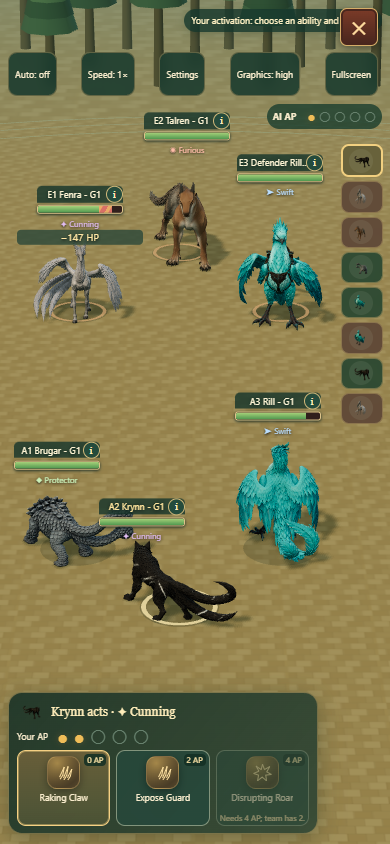 Your activation: choose an ability and
Auto: off
Speed: 1×
Settings
Graphics: high
Fullscreen
AI AP
E2 Talren - G1
Furious
E3 Defender Rill...
Swift
E1 Fenra - G1
Cunning
−147 HP
A3 Rill - G1
Swift
A1 Brugar - G1
Protector
A2 Krynn - G1
Cunning
Krynn acts · ✦ Cunning
Your AP
0 AP
Raking Claw
2 AP
Expose Guard
4 AP
Disrupting Roar
Needs 4 AP; team has 2.